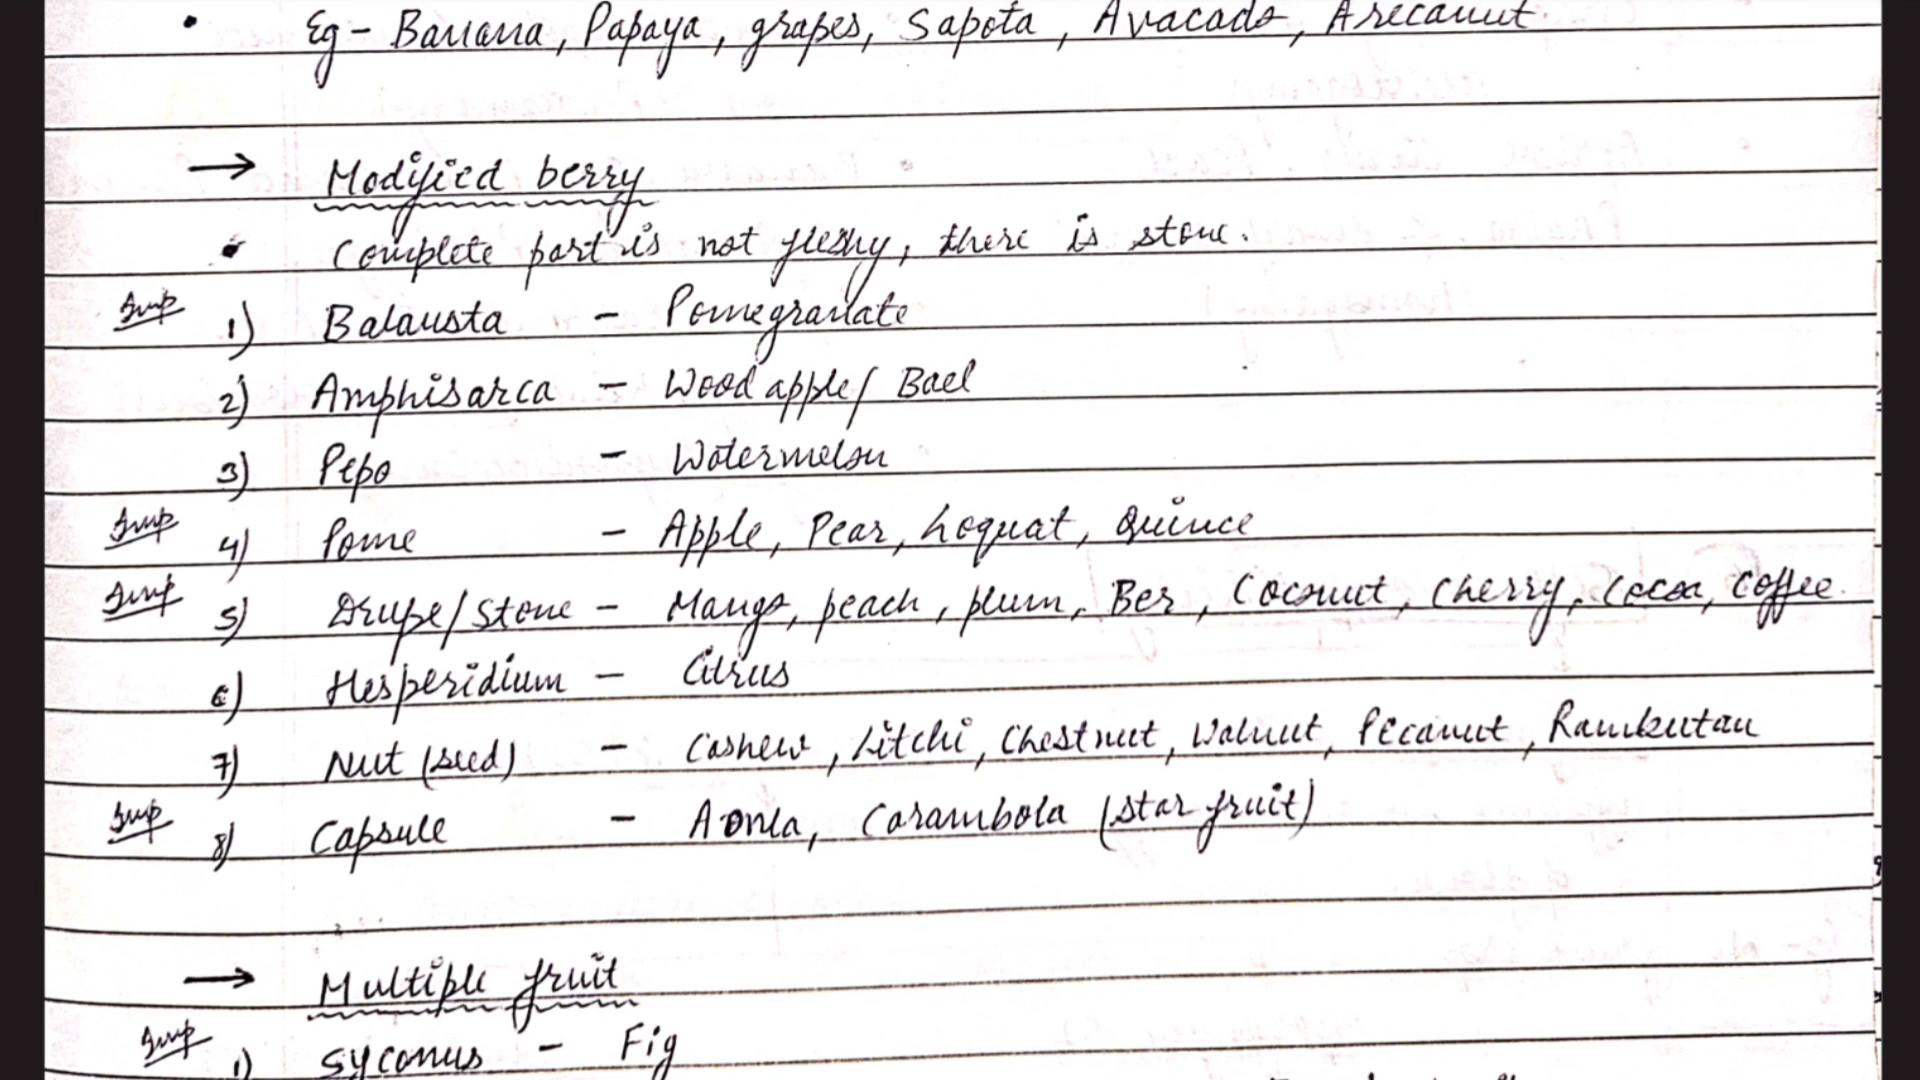 • Eg - Banana, Papaya, grapes, Sapota, Avacado, Arecanut.
→ Modified berry
• Complete part is not fleshy, there is stone.
Imp 1) Balausta - Pomegranate
2) Amphisarca - Wood apple/ Bael
3) Pepo - Watermelon
Imp 4) Pome - Apple, Pear, Loquat, Quince
Imp 5) Drupe/Stone - Mango, peach, plum, Ber, Coconut, Cherry, Cocoa, Coffee.
6) Hesperidium - Citrus
7) Nut (seed) - Cashew, Litchi, Chestnut, Walnut, Pecanut, Rambutan
Imp 8) Capsule - Aonla, Carambola (star fruit)
→ Multiple fruit
Imp 1) Syconus - Fig